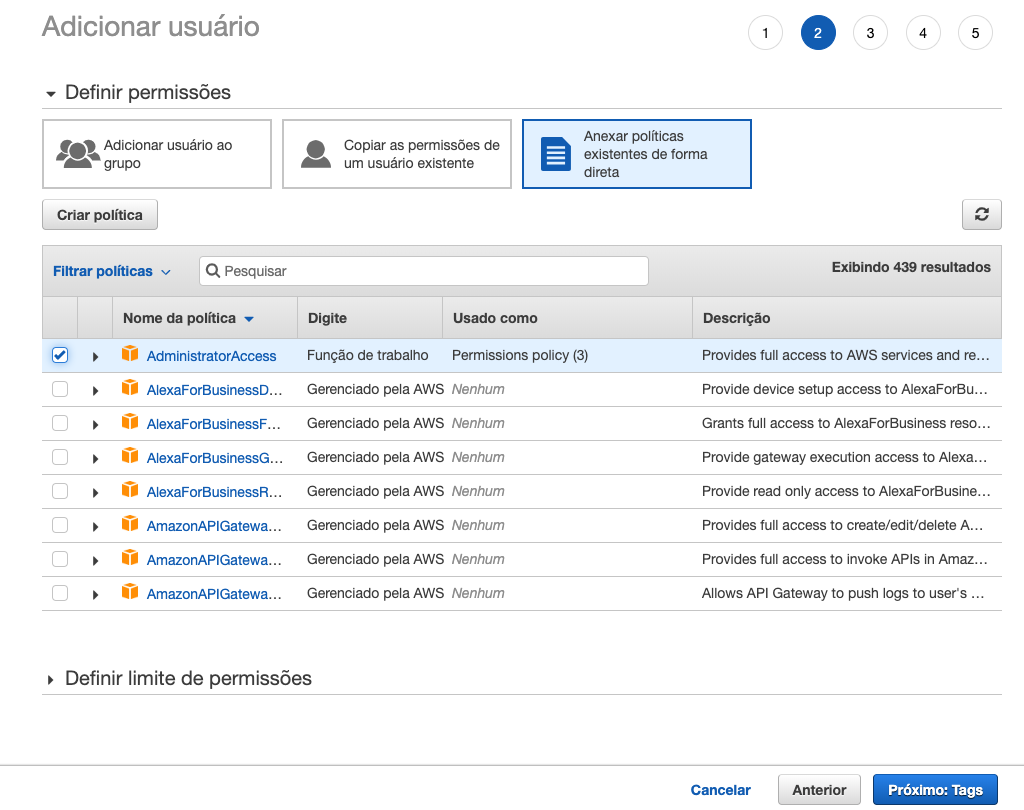 Adicionar usuário
1 2 3 4 5
Definir permissões
Adicionar usuário ao
grupo
Copiar as permissões de
um usuário existente
Anexar políticas
existentes de forma
direta
Criar política
Filtrar políticas
Pesquisar
Exibindo 439 resultados
Nome da política Digite Usado como Descrição
AdministratorAccess Função de trabalho Permissions policy (3) Provides full access to AWS services and re…
AlexaForBusinessD… Gerenciado pela AWS Nenhum Provide device setup access to AlexaForBu…
AlexaForBusinessF… Gerenciado pela AWS Nenhum Grants full access to AlexaForBusiness reso…
AlexaForBusinessG… Gerenciado pela AWS Nenhum Provide gateway execution access to Alexa…
AlexaForBusinessR… Gerenciado pela AWS Nenhum Provide read only access to AlexaForBusine…
AmazonAPIGatewa… Gerenciado pela AWS Nenhum Provides full access to create/edit/delete A…
AmazonAPIGatewa… Gerenciado pela AWS Nenhum Provides full access to invoke APIs in Amaz…
AmazonAPIGatewa… Gerenciado pela AWS Nenhum Allows API Gateway to push logs to user's …
Definir limite de permissões
Cancelar
Anterior
Próximo: Tags